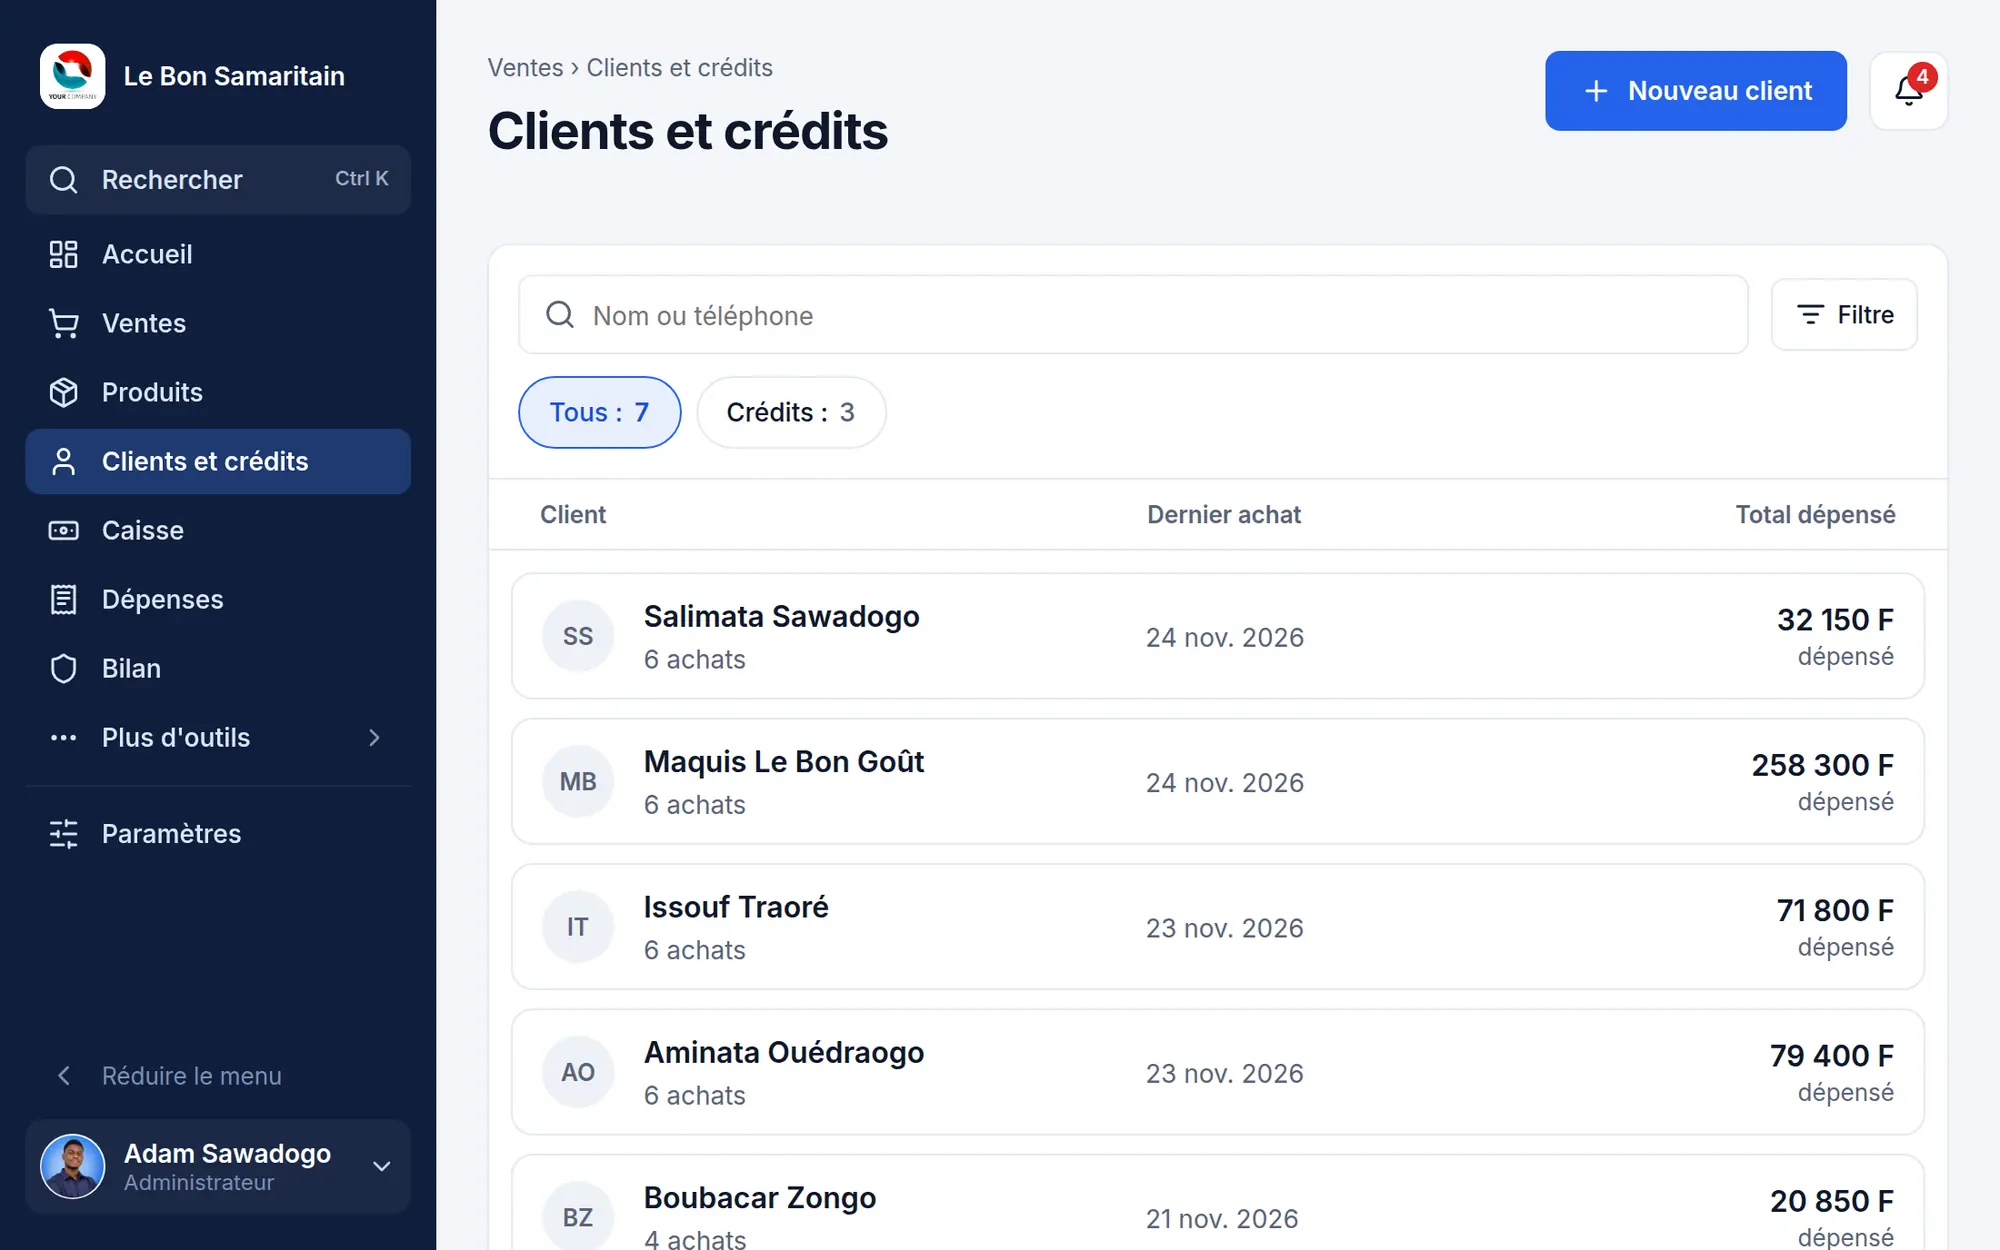 YOUR COMPANY
Le Bon Samaritain
Rechercher Ctrl K
Accueil
Ventes
Produits
Clients et crédits
Caisse
Dépenses
Bilan
Plus d'outils
Paramètres
Réduire le menu
Adam Sawadogo
Administrateur
Ventes › Clients et crédits
Clients et crédits
+ Nouveau client
4
Nom ou téléphone
Filtre
Tous : 7 Crédits : 3
Client Dernier achat Total dépensé
SS Salimata Sawadogo 24 nov. 2026 32 150 F
6 achats dépensé
MB Maquis Le Bon Goût 24 nov. 2026 258 300 F
6 achats dépensé
IT Issouf Traoré 23 nov. 2026 71 800 F
6 achats dépensé
AO Aminata Ouédraogo 23 nov. 2026 79 400 F
6 achats dépensé
BZ Boubacar Zongo 21 nov. 2026 20 850 F
4 achats dépensé